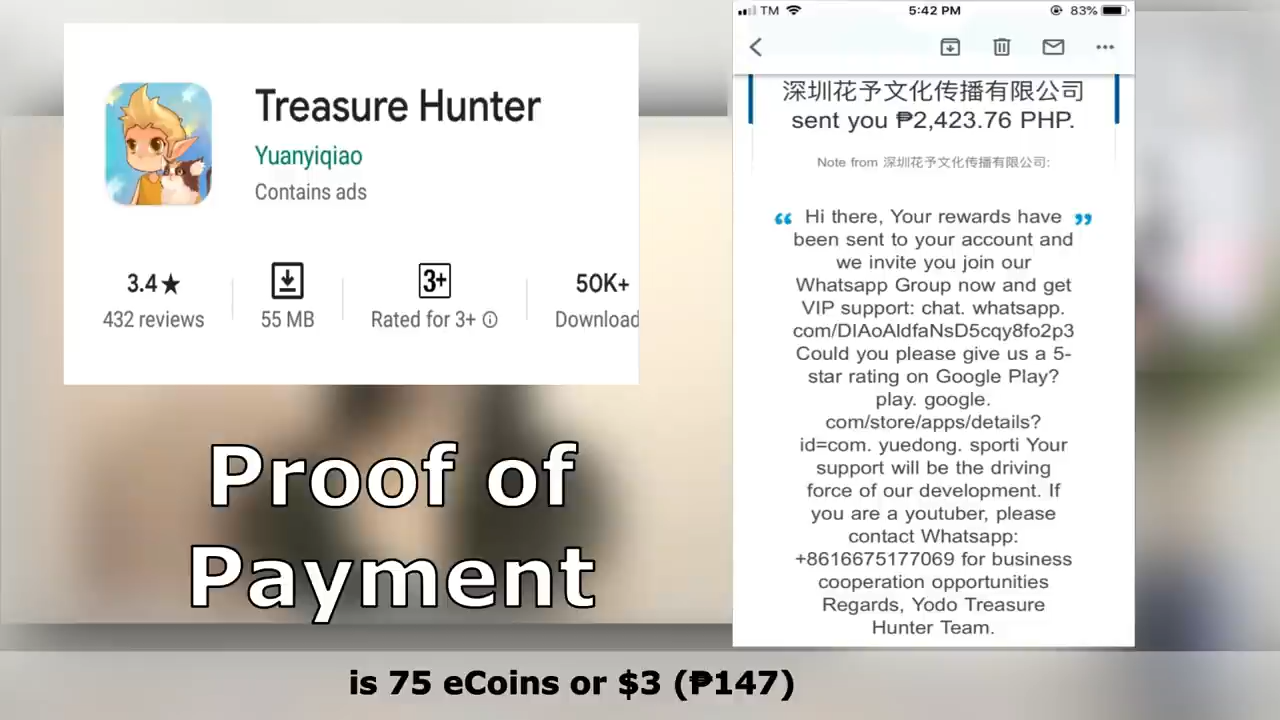 Treasure Hunter
Yuanyiqiao
Contains ads
3.4★
432 reviews
55 MB
3+
Rated for 3+
50K+
Download
Proof of
Payment
TM
5:42 PM
83%
深圳花予文化传播有限公司
sent you ₱2,423.76 PHP.
Note from 深圳花予文化传播有限公司:
“ Hi there, Your rewards have ”
been sent to your account and
we invite you join our
Whatsapp Group now and get
VIP support: chat. whatsapp.
com/DIAoAldfaNsD5cqy8fo2p3
Could you please give us a 5-
star rating on Google Play?
play. google.
com/store/apps/details?
id=com. yuedong. sporti Your
support will be the driving
force of our development. If
you are a youtuber, please
contact Whatsapp:
+8616675177069 for business
cooperation opportunities
Regards, Yodo Treasure
Hunter Team.
is 75 eCoins or $3 (₱147)